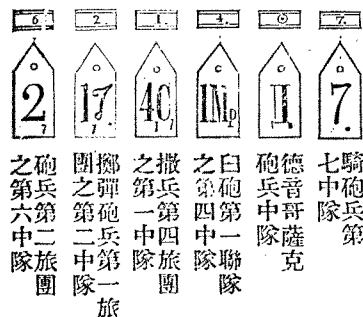 7.
7.
騎砲兵第
七中隊
Д
德音哥薩克
砲兵中隊
4.
1Мр
臼砲第一聯隊
之第四中隊
1.
4С
撒兵第四旅團
之第一中隊
2.
1Г
擲彈砲兵第一旅
團之第二中隊
6.
2
砲兵第二旅團
之第六中隊